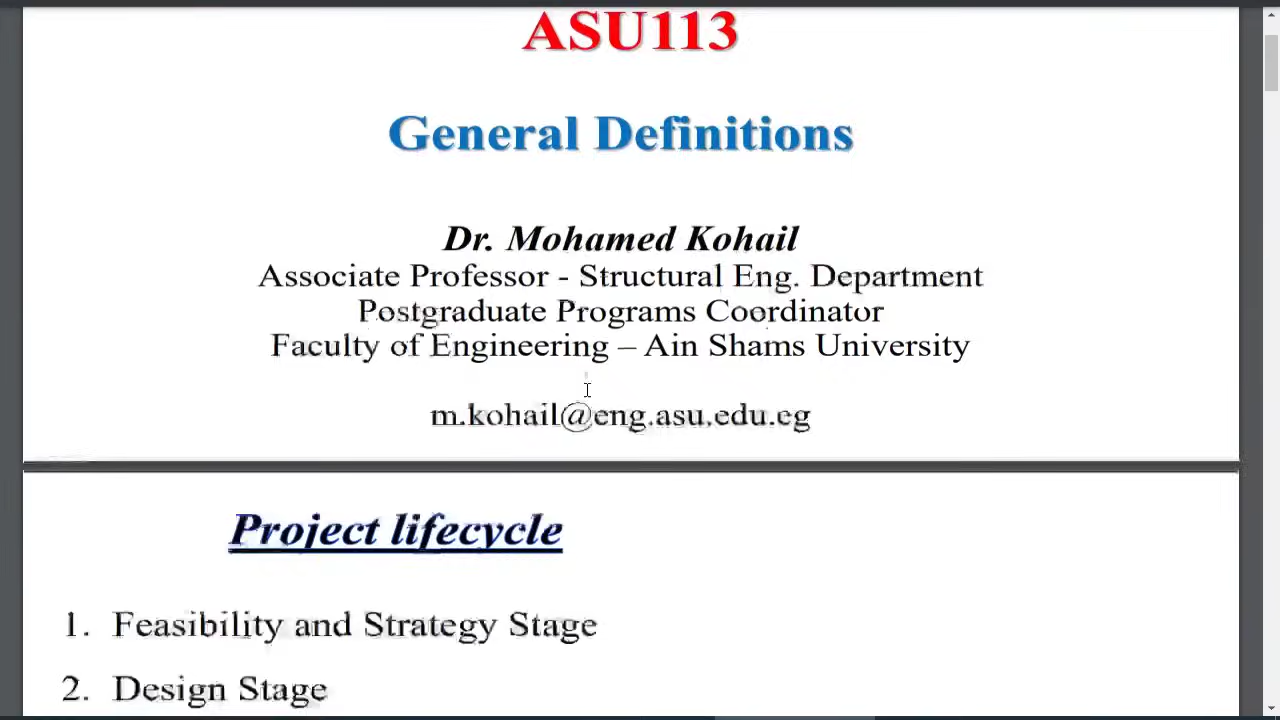 ASU113
General Definitions
Dr. Mohamed Kohail
Associate Professor - Structural Eng. Department
Postgraduate Programs Coordinator
Faculty of Engineering – Ain Shams University
m.kohail@eng.asu.edu.eg
Project lifecycle
1. Feasibility and Strategy Stage
2. Design Stage